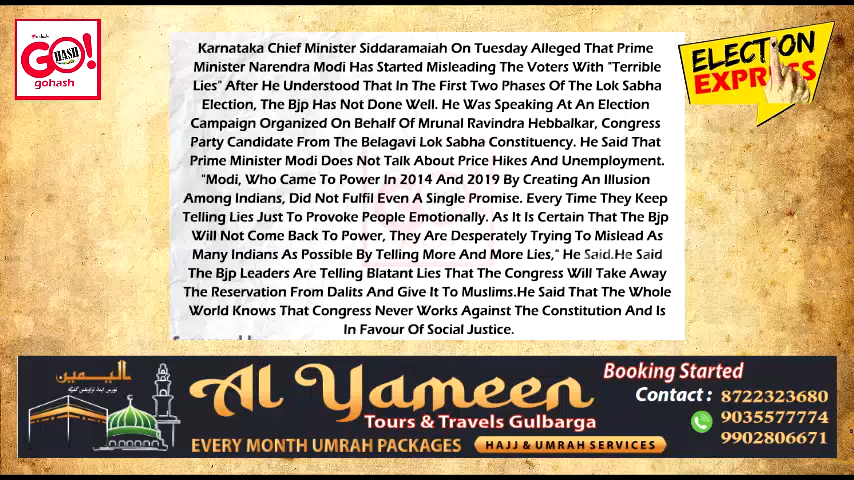 GO!
HASH
gohash
Karnataka Chief Minister Siddaramaiah On Tuesday Alleged That Prime
Minister Narendra Modi Has Started Misleading The Voters With "Terrible
Lies" After He Understood That In The First Two Phases Of The Lok Sabha
Election, The Bjp Has Not Done Well. He Was Speaking At An Election
Campaign Organized On Behalf Of Mrunal Ravindra Hebbalkar, Congress
Party Candidate From The Belagavi Lok Sabha Constituency. He Said That
Prime Minister Modi Does Not Talk About Price Hikes And Unemployment.
"Modi, Who Came To Power In 2014 And 2019 By Creating An Illusion
Among Indians, Did Not Fulfil Even A Single Promise. Every Time They Keep
Telling Lies Just To Provoke People Emotionally. As It Is Certain That The Bjp
Will Not Come Back To Power, They Are Desperately Trying To Mislead As
Many Indians As Possible By Telling More And More Lies," He Said.He Said
The Bjp Leaders Are Telling Blatant Lies That The Congress Will Take Away
The Reservation From Dalits And Give It To Muslims.He Said That The Whole
World Knows That Congress Never Works Against The Constitution And Is
In Favour Of Social Justice.
ELECTION
EXPRESS
الیمین
Al Yameen
Tours & Travels Gulbarga
EVERY MONTH UMRAH PACKAGES
HAJJ & UMRAH SERVICES
Booking Started
Contact : 8722323680
9035577774
9902806671